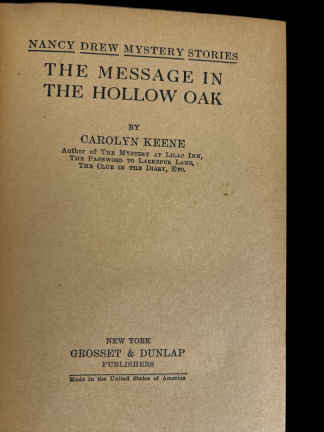 NANCY DREW MYSTERY STORIES
THE MESSAGE IN
THE HOLLOW OAK
BY
CAROLYN KEENE
Author of THE MYSTERY AT LILAC INN,
THE PASSWORD TO LARKSPUR LANE,
THE CLUE IN THE DIARY, ETC.
NEW YORK
GROSSET & DUNLAP
PUBLISHERS
Made in the United States of America